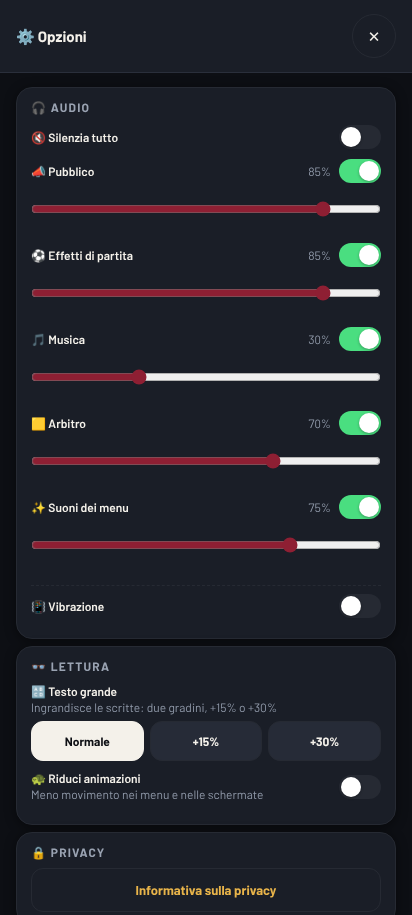 ⚙️ Opzioni
✕
🎧 AUDIO
🔇 Silenzia tutto
📣 Pubblico 85%
⚽ Effetti di partita 85%
🎵 Musica 30%
🟨 Arbitro 70%
✨ Suoni dei menu 75%
📳 Vibrazione
👓 LETTURA
🔠 Testo grande
Ingrandisce le scritte: due gradini, +15% o +30%
Normale +15% +30%
🐢 Riduci animazioni
Meno movimento nei menu e nelle schermate
🔒 PRIVACY
Informativa sulla privacy